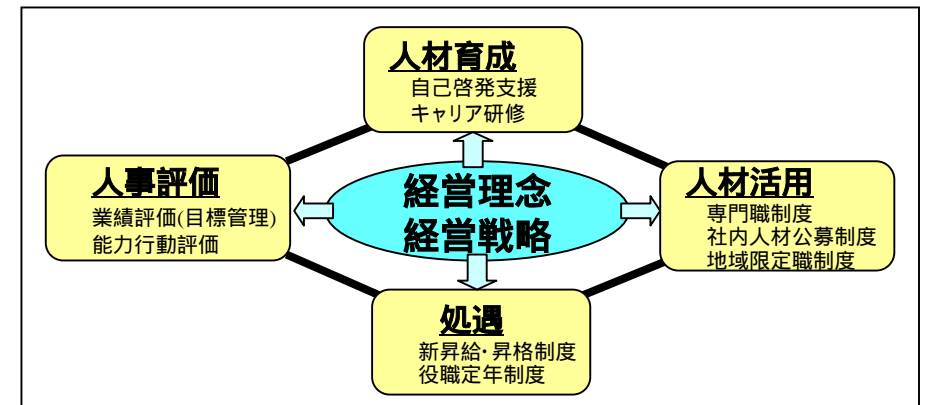 人材育成
自己啓発支援
キャリア研修
人事評価
業績評価(目標管理)
能力行動評価
経営理念
経営戦略
人材活用
専門職制度
社内人材公募制度
地域限定職制度
処遇
新昇給・昇格制度
役職定年制度